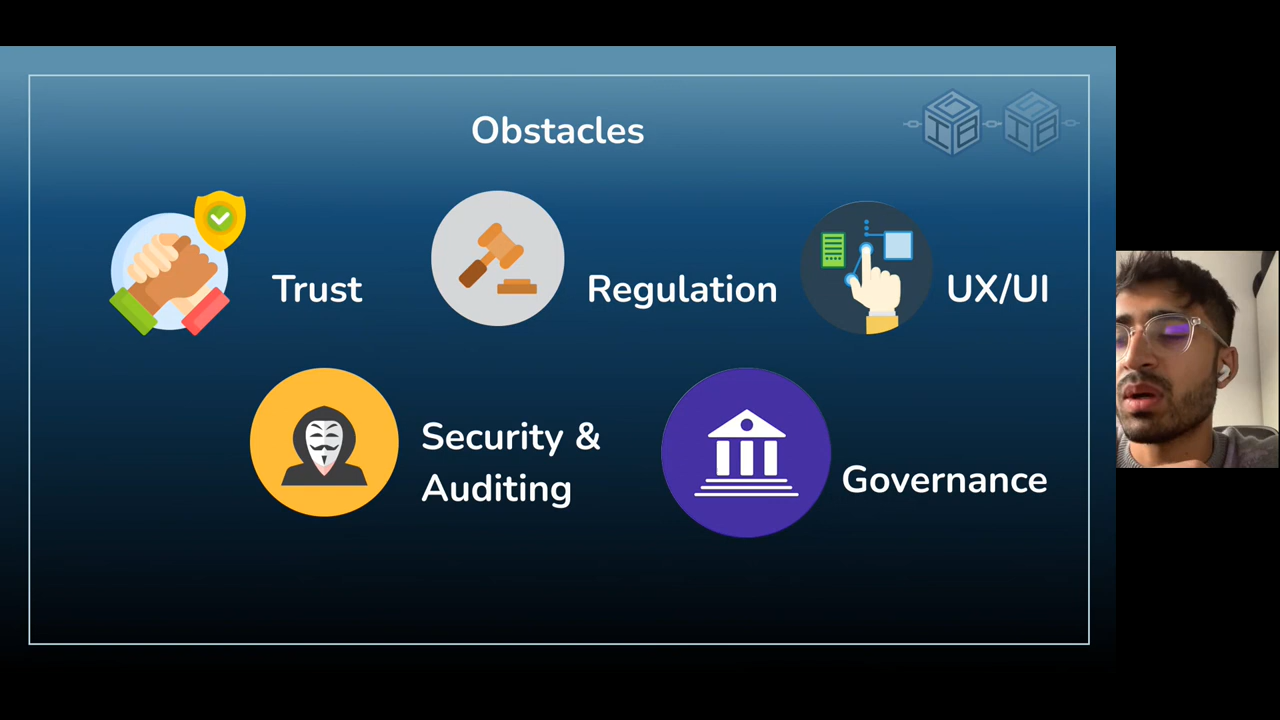 Obstacles
Trust
Regulation
UX/UI
Security &
Auditing
Governance